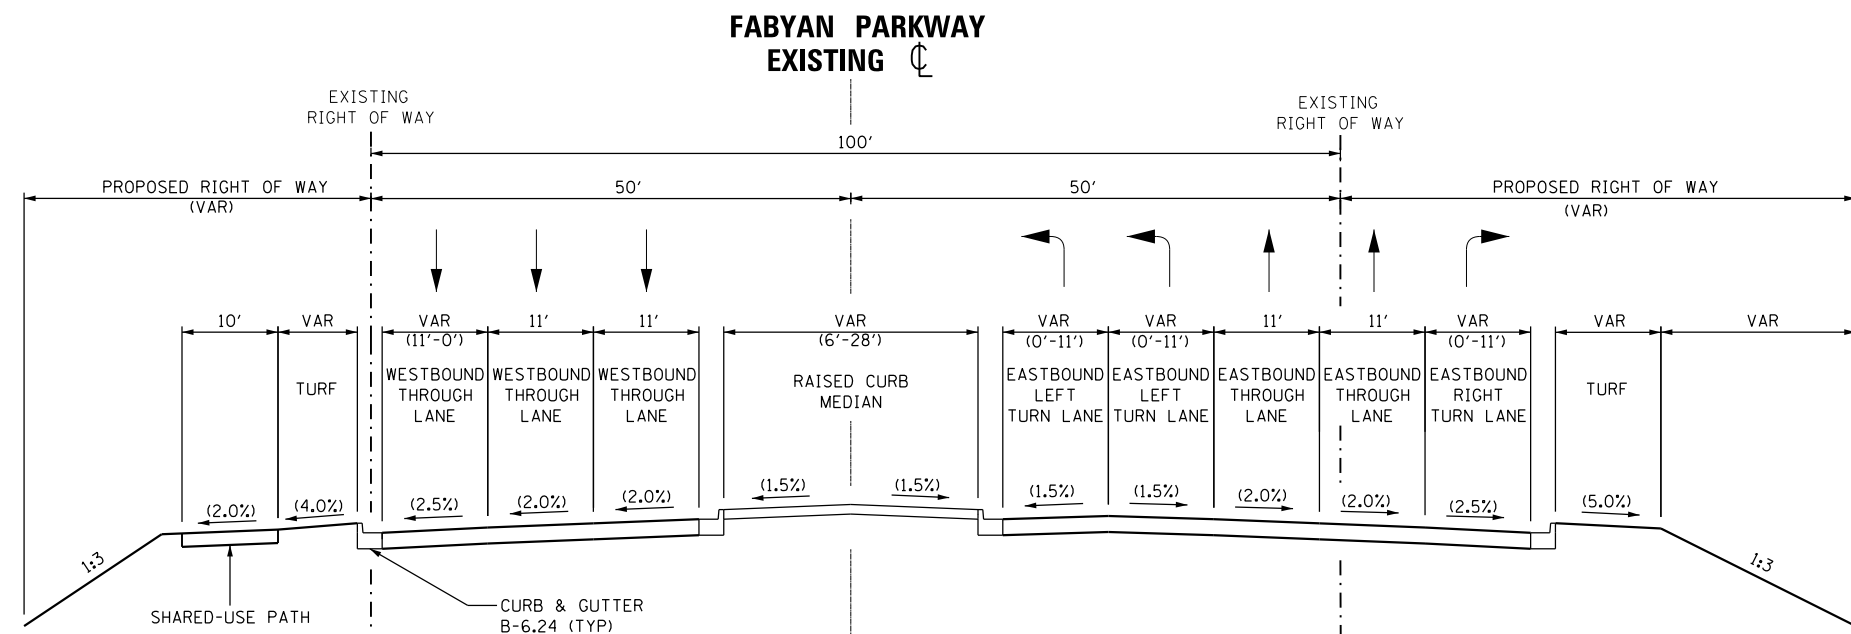 FABYAN PARKWAY
EXISTING ℄
EXISTING
RIGHT OF WAY
EXISTING
RIGHT OF WAY
100'
PROPOSED RIGHT OF WAY
(VAR)
50'
50'
PROPOSED RIGHT OF WAY
(VAR)
10'
VAR
VAR
(11'-0')
11'
11'
VAR
(6'-28')
VAR
(0'-11')
VAR
(0'-11')
11'
11'
VAR
(0'-11')
VAR
VAR
TURF
WESTBOUND
THROUGH
LANE
WESTBOUND
THROUGH
LANE
WESTBOUND
THROUGH
LANE
RAISED CURB
MEDIAN
EASTBOUND
LEFT
TURN LANE
EASTBOUND
LEFT
TURN LANE
EASTBOUND
THROUGH
LANE
EASTBOUND
THROUGH
LANE
EASTBOUND
RIGHT
TURN LANE
TURF
(2.0%)
(4.0%)
(2.5%)
(2.0%)
(2.0%)
(1.5%)
(1.5%)
(1.5%)
(1.5%)
(2.0%)
(2.0%)
(2.5%)
(5.0%)
1:3
1:3
SHARED-USE PATH
CURB & GUTTER
B-6.24 (TYP)